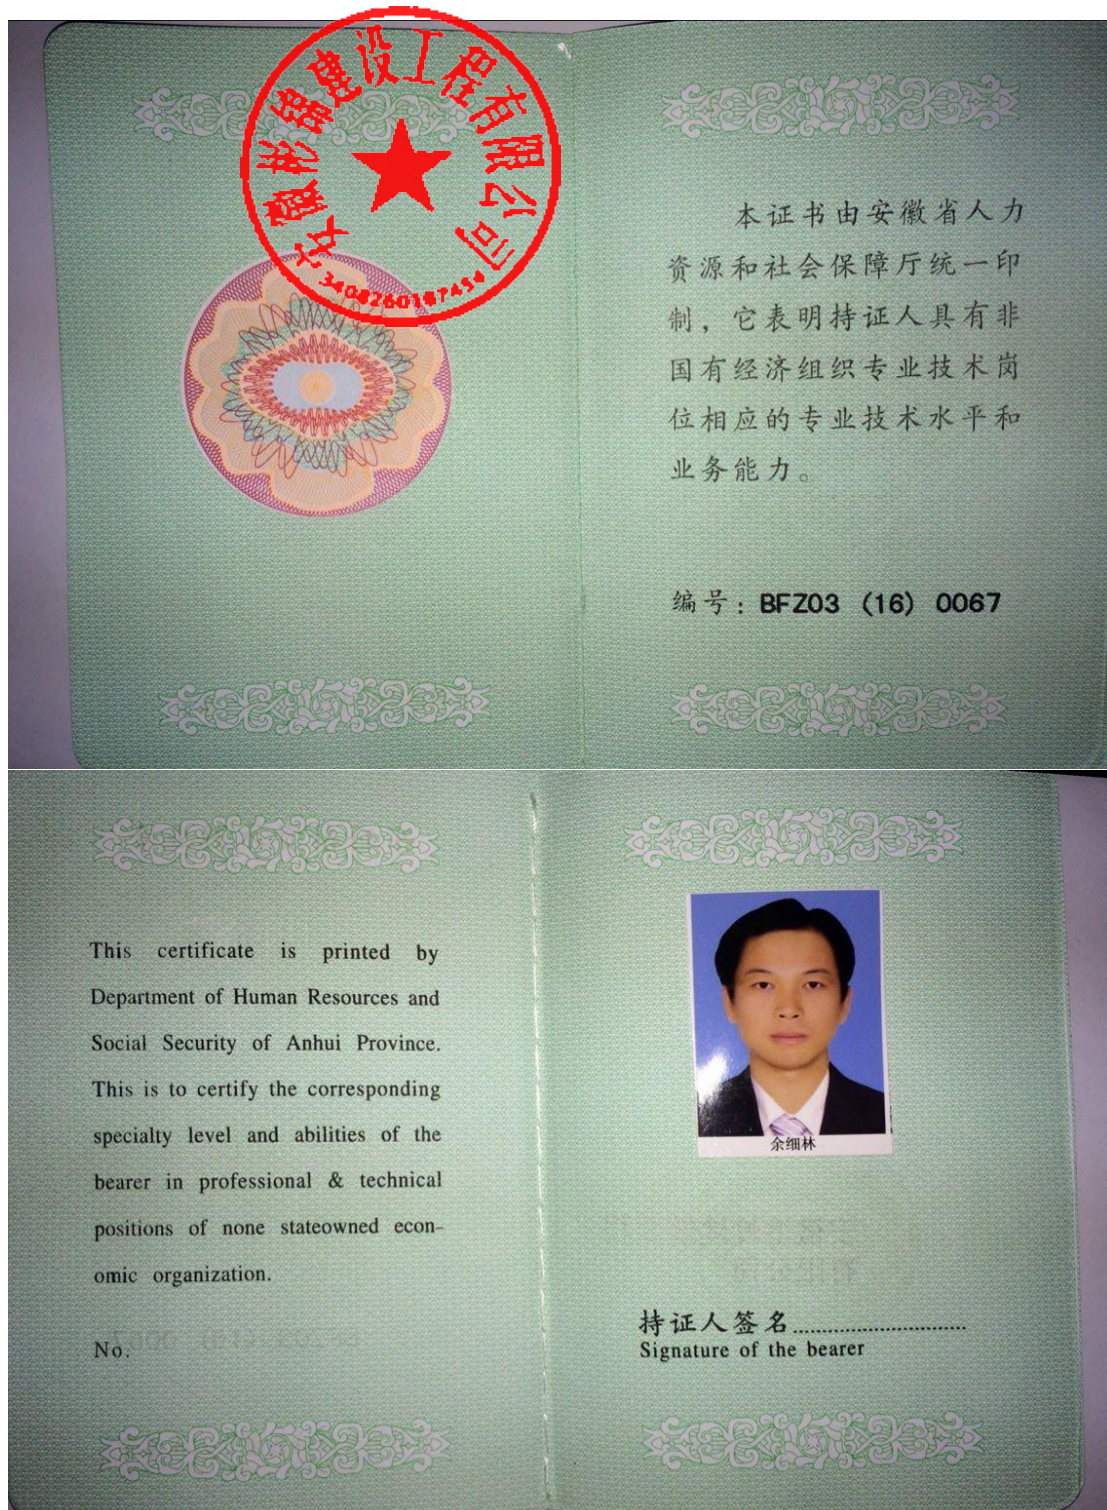 安徽彬璐建设工程有限公司
本证书由安徽省人力
资源和社会保障厅统一印
制，它表明持证人具有非
国有经济组织专业技术岗
位相应的专业技术水平和
业务能力。
编号：BFZ03 (16) 0067
This certificate is printed by
Department of Human Resources and
Social Security of Anhui Province.
This is to certify the corresponding
specialty level and abilities of the
bearer in professional & technical
positions of none stateowned econ-
omic organization.
No.
余细林
持证人签名
Signature of the bearer